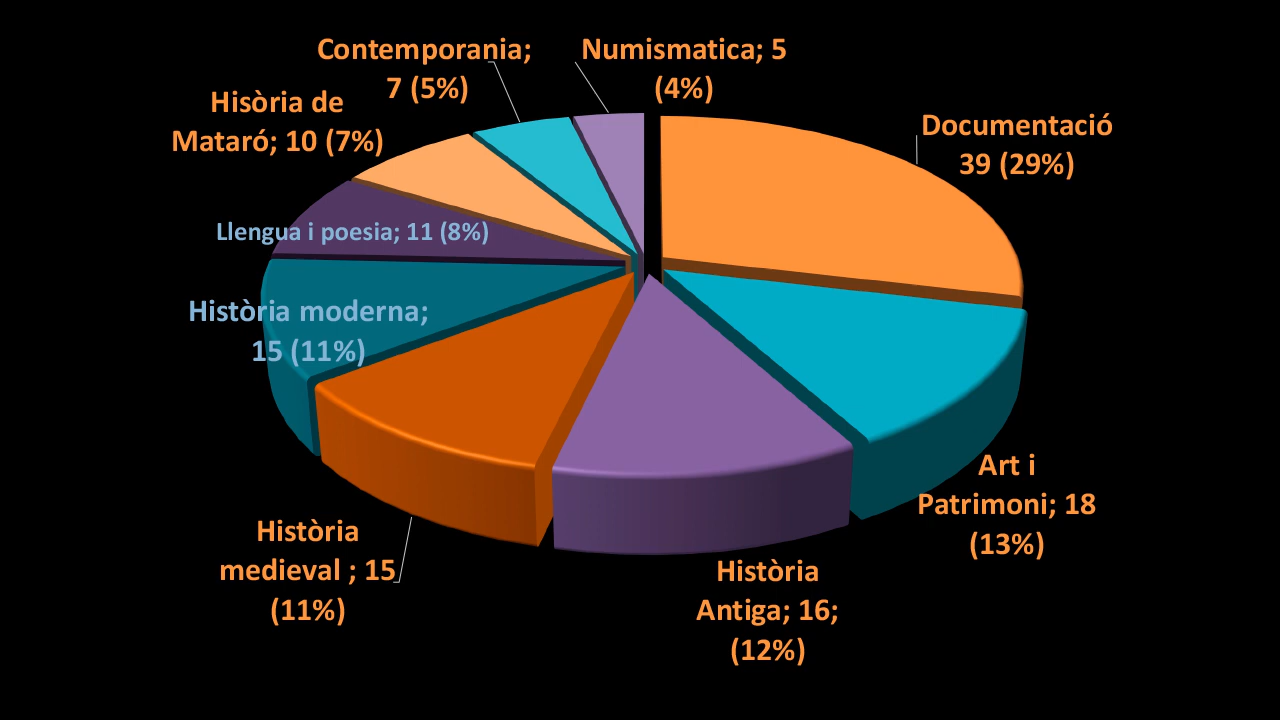 Contemporania;
7 (5%)
Numismatica; 5
(4%)
Hisòria de
Mataró; 10 (7%)
Documentació
39 (29%)
Llengua i poesia; 11 (8%)
Història moderna;
15 (11%)
Art i
Patrimoni; 18
(13%)
Història
medieval ; 15
(11%)
Història
Antiga; 16;
(12%)